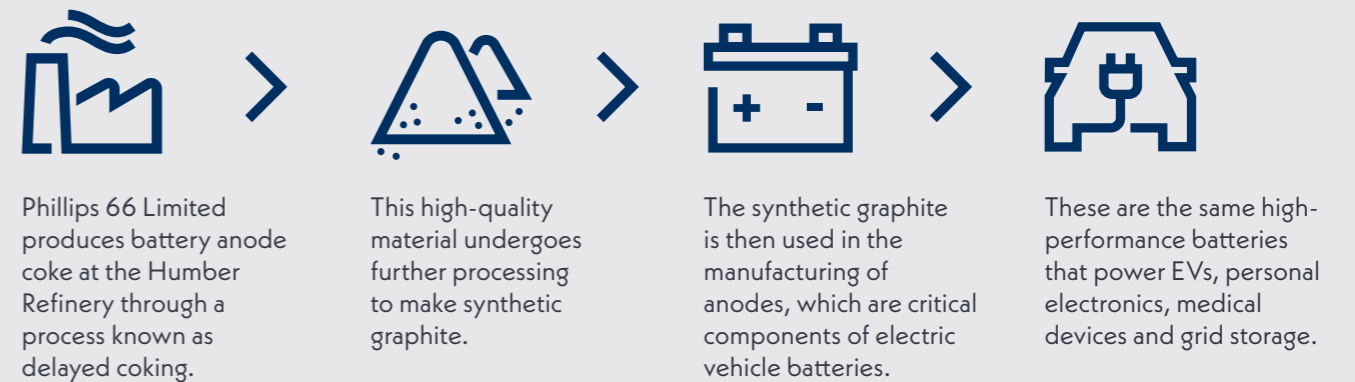 Phillips 66 Limited
produces battery anode
coke at the Humber
Refinery through a
process known as
delayed coking.
This high-quality
material undergoes
further processing
to make synthetic
graphite.
The synthetic graphite
is then used in the
manufacturing of
anodes, which are critical
components of electric
vehicle batteries.
These are the same high-
performance batteries
that power EVs, personal
electronics, medical
devices and grid storage.